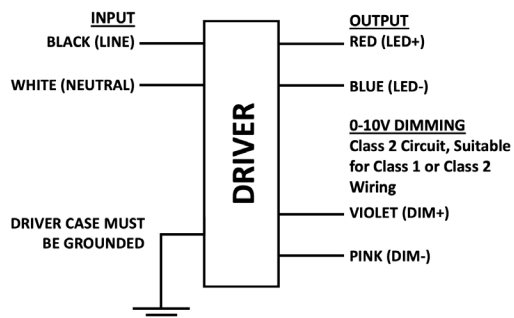 INPUT
BLACK (LINE)
WHITE (NEUTRAL)
DRIVER CASE MUST
BE GROUNDED
DRIVER
OUTPUT
RED (LED+)
BLUE (LED-)
0-10V DIMMING
Class 2 Circuit, Suitable
for Class 1 or Class 2
Wiring
VIOLET (DIM+)
PINK (DIM-)